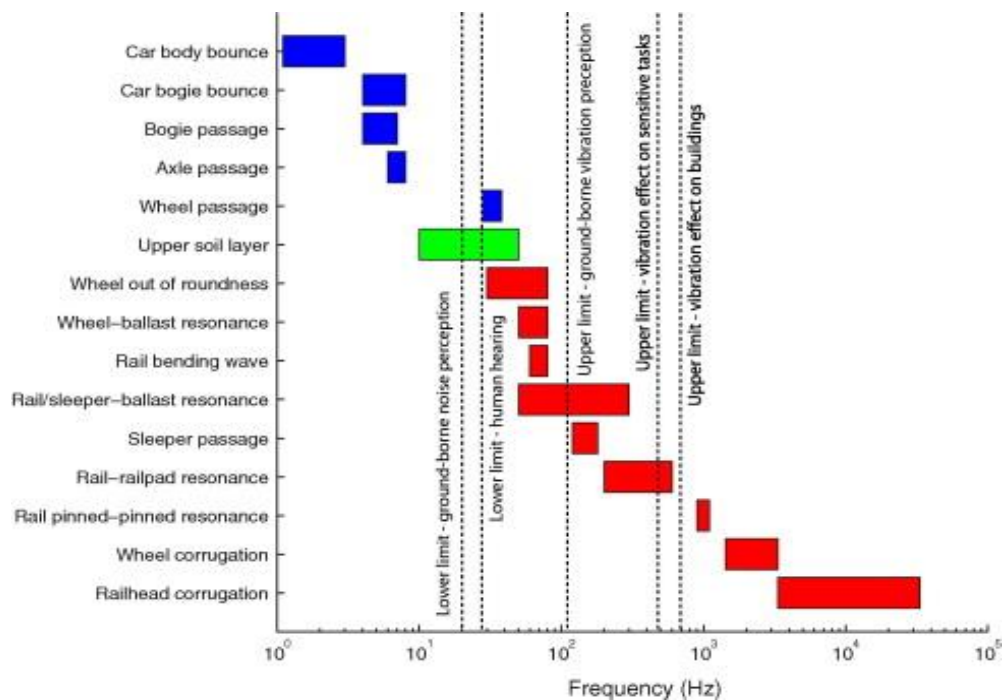 Car body bounce
Car bogie bounce
Bogie passage
Axle passage
Wheel passage
Upper soil layer
Wheel out of roundness
Wheel–ballast resonance
Rail bending wave
Rail/sleeper–ballast resonance
Sleeper passage
Rail–railpad resonance
Rail pinned–pinned resonance
Wheel corrugation
Railhead corrugation
Lower limit - ground-borne noise perception
Lower limit - human hearing
Upper limit - ground-borne vibration preception
Upper limit - vibration effect on sensitive tasks
Upper limit - vibration effect on buildings
10⁰ 10¹ 10² 10³ 10⁴ 10⁵
Frequency (Hz)